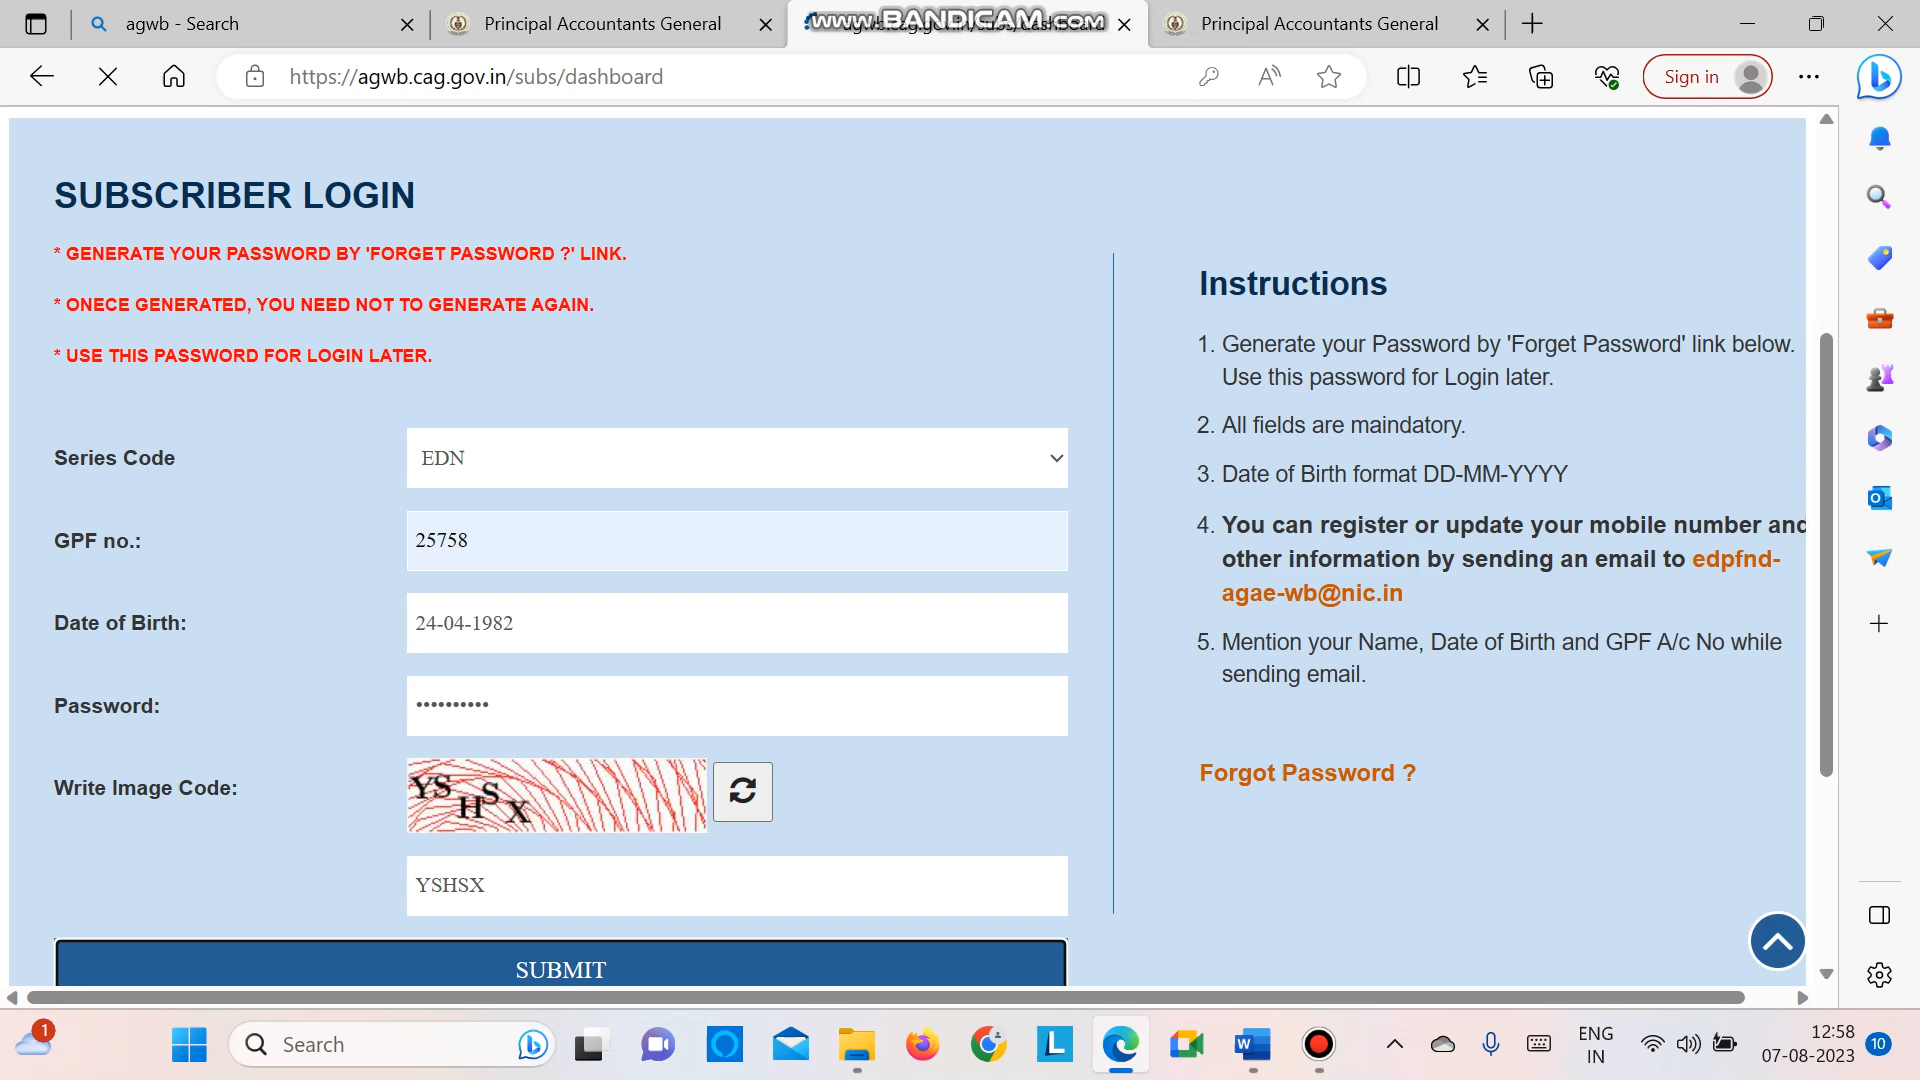 agwb - Search
Principal Accountants General
agwb.cag.gov.in/subs/dashboard
www.BANDICAM.com
Principal Accountants General
https://agwb.cag.gov.in/subs/dashboard
Sign in
SUBSCRIBER LOGIN
* GENERATE YOUR PASSWORD BY 'FORGET PASSWORD ?' LINK.
* ONECE GENERATED, YOU NEED NOT TO GENERATE AGAIN.
* USE THIS PASSWORD FOR LOGIN LATER.
Series Code
EDN
GPF no.:
25758
Date of Birth:
24-04-1982
Password:
••••••••••
Write Image Code:
YSHSX
YSHSX
SUBMIT
Instructions
1. Generate your Password by 'Forget Password' link below.
Use this password for Login later.
2. All fields are maindatory.
3. Date of Birth format DD-MM-YYYY
4. You can register or update your mobile number and
other information by sending an email to edpfnd-
agae-wb@nic.in
5. Mention your Name, Date of Birth and GPF A/c No while
sending email.
Forgot Password ?
1
Search
L
W
ENG
IN
12:58
07-08-2023
10